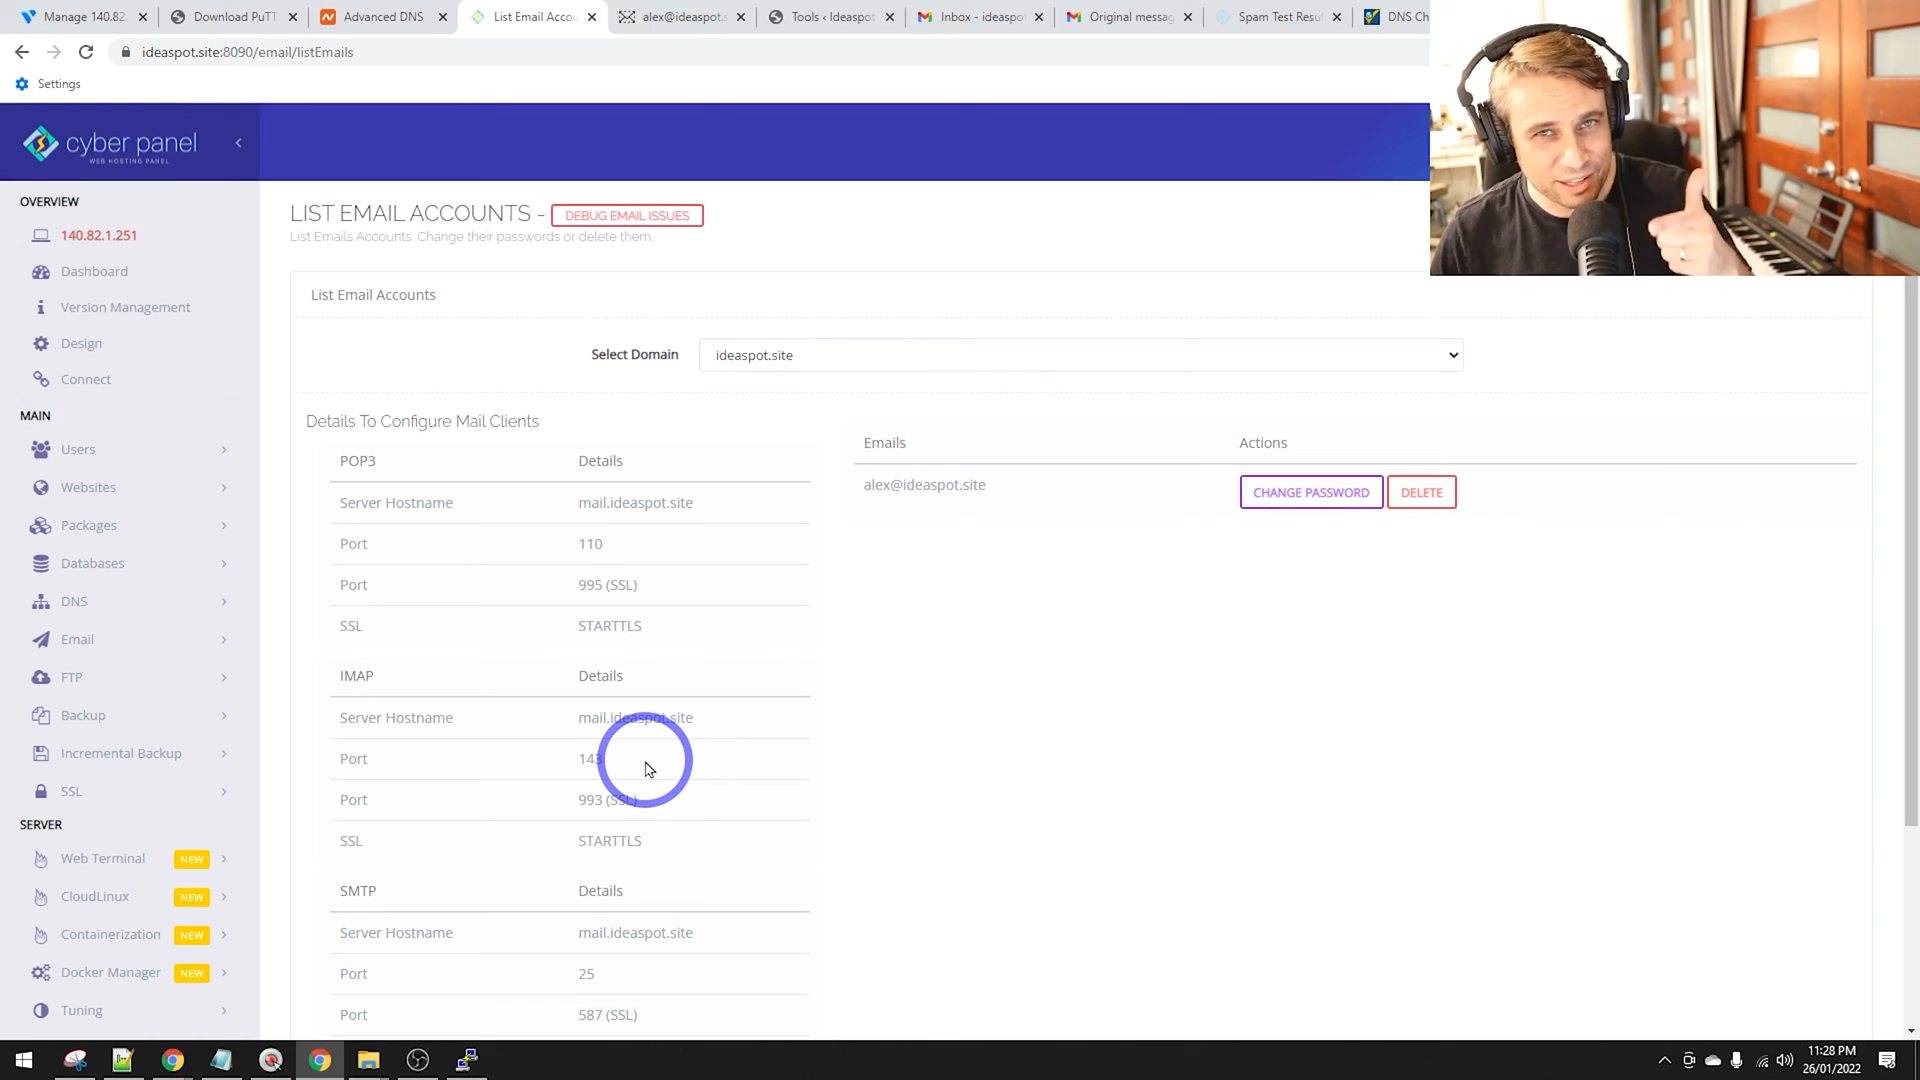 Manage 140.82.
Download PuTT
Advanced DNS
List Email Accou
alex@ideaspot.s
Tools ‹ Ideaspot
Inbox - ideaspo
Original messag
Spam Test Resu
DNS Ch
ideaspot.site:8090/email/listEmails
Settings
cyber panel
WEB HOSTING PANEL
OVERVIEW
140.82.1.251
Dashboard
Version Management
Design
Connect
MAIN
Users
Websites
Packages
Databases
DNS
Email
FTP
Backup
Incremental Backup
SSL
SERVER
Web Terminal NEW
CloudLinux NEW
Containerization NEW
Docker Manager NEW
Tuning
LIST EMAIL ACCOUNTS - DEBUG EMAIL ISSUES
List Emails Accounts. Change their passwords or delete them.
List Email Accounts
Select Domain ideaspot.site
Details To Configure Mail Clients
POP3 Details
Server Hostname mail.ideaspot.site
Port 110
Port 995 (SSL)
SSL STARTTLS
IMAP Details
Server Hostname mail.ideaspot.site
Port 143
Port 993 (SSL)
SSL STARTTLS
SMTP Details
Server Hostname mail.ideaspot.site
Port 25
Port 587 (SSL)
Emails Actions
alex@ideaspot.site CHANGE PASSWORD DELETE
11:28 PM
26/01/2022